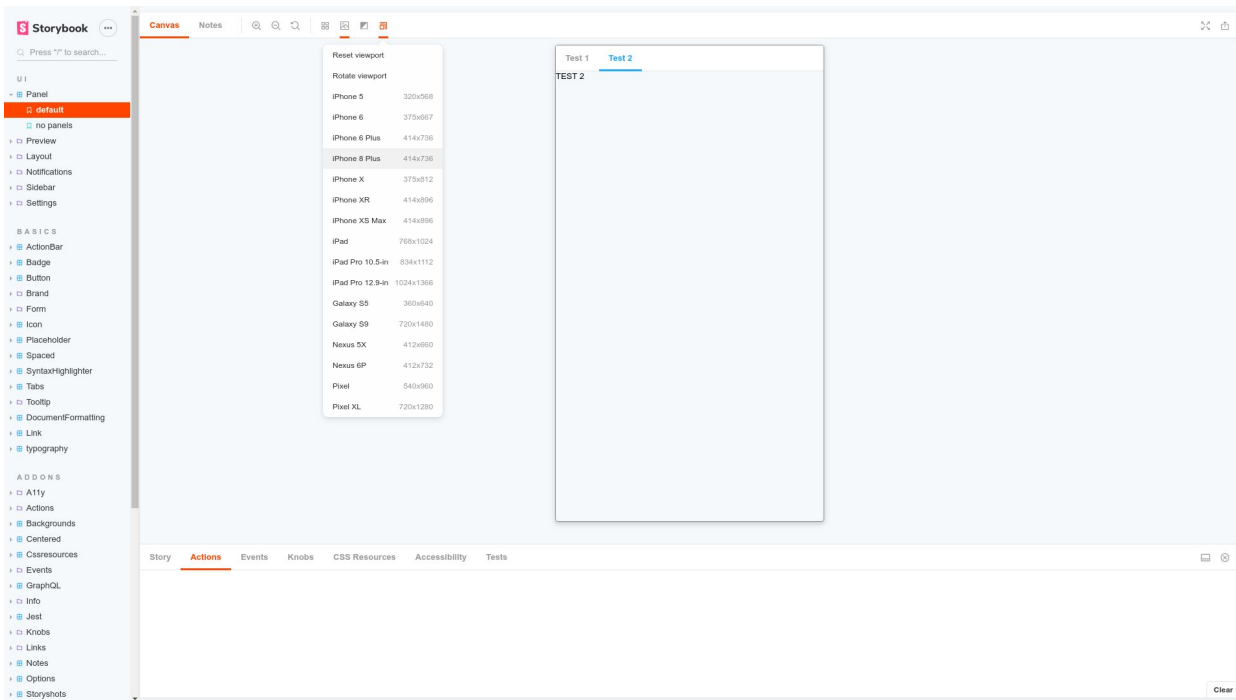 Storybook
Press "/" to search...
UI
Panel
default
no panels
Preview
Layout
Notifications
Sidebar
Settings
BASICS
ActionBar
Badge
Button
Brand
Form
Icon
Placeholder
Spaced
SyntaxHighlighter
Tabs
Tooltip
DocumentFormatting
Link
typography
ADDONS
A11y
Actions
Backgrounds
Centered
Cssresources
Events
GraphQL
Info
Jest
Knobs
Links
Notes
Options
Storyshots
Canvas Notes
Reset viewport
Rotate viewport
iPhone 5 320x568
iPhone 6 375x667
iPhone 6 Plus 414x736
iPhone 8 Plus 414x736
iPhone X 375x812
iPhone XR 414x896
iPhone XS Max 414x896
iPad 768x1024
iPad Pro 10.5-in 834x1112
iPad Pro 12.9-in 1024x1366
Galaxy S5 360x640
Galaxy S9 720x1480
Nexus 5X 412x660
Nexus 6P 412x732
Pixel 540x960
Pixel XL 720x1280
Test 1 Test 2
TEST 2
Story Actions Events Knobs CSS Resources Accessibility Tests
Clear